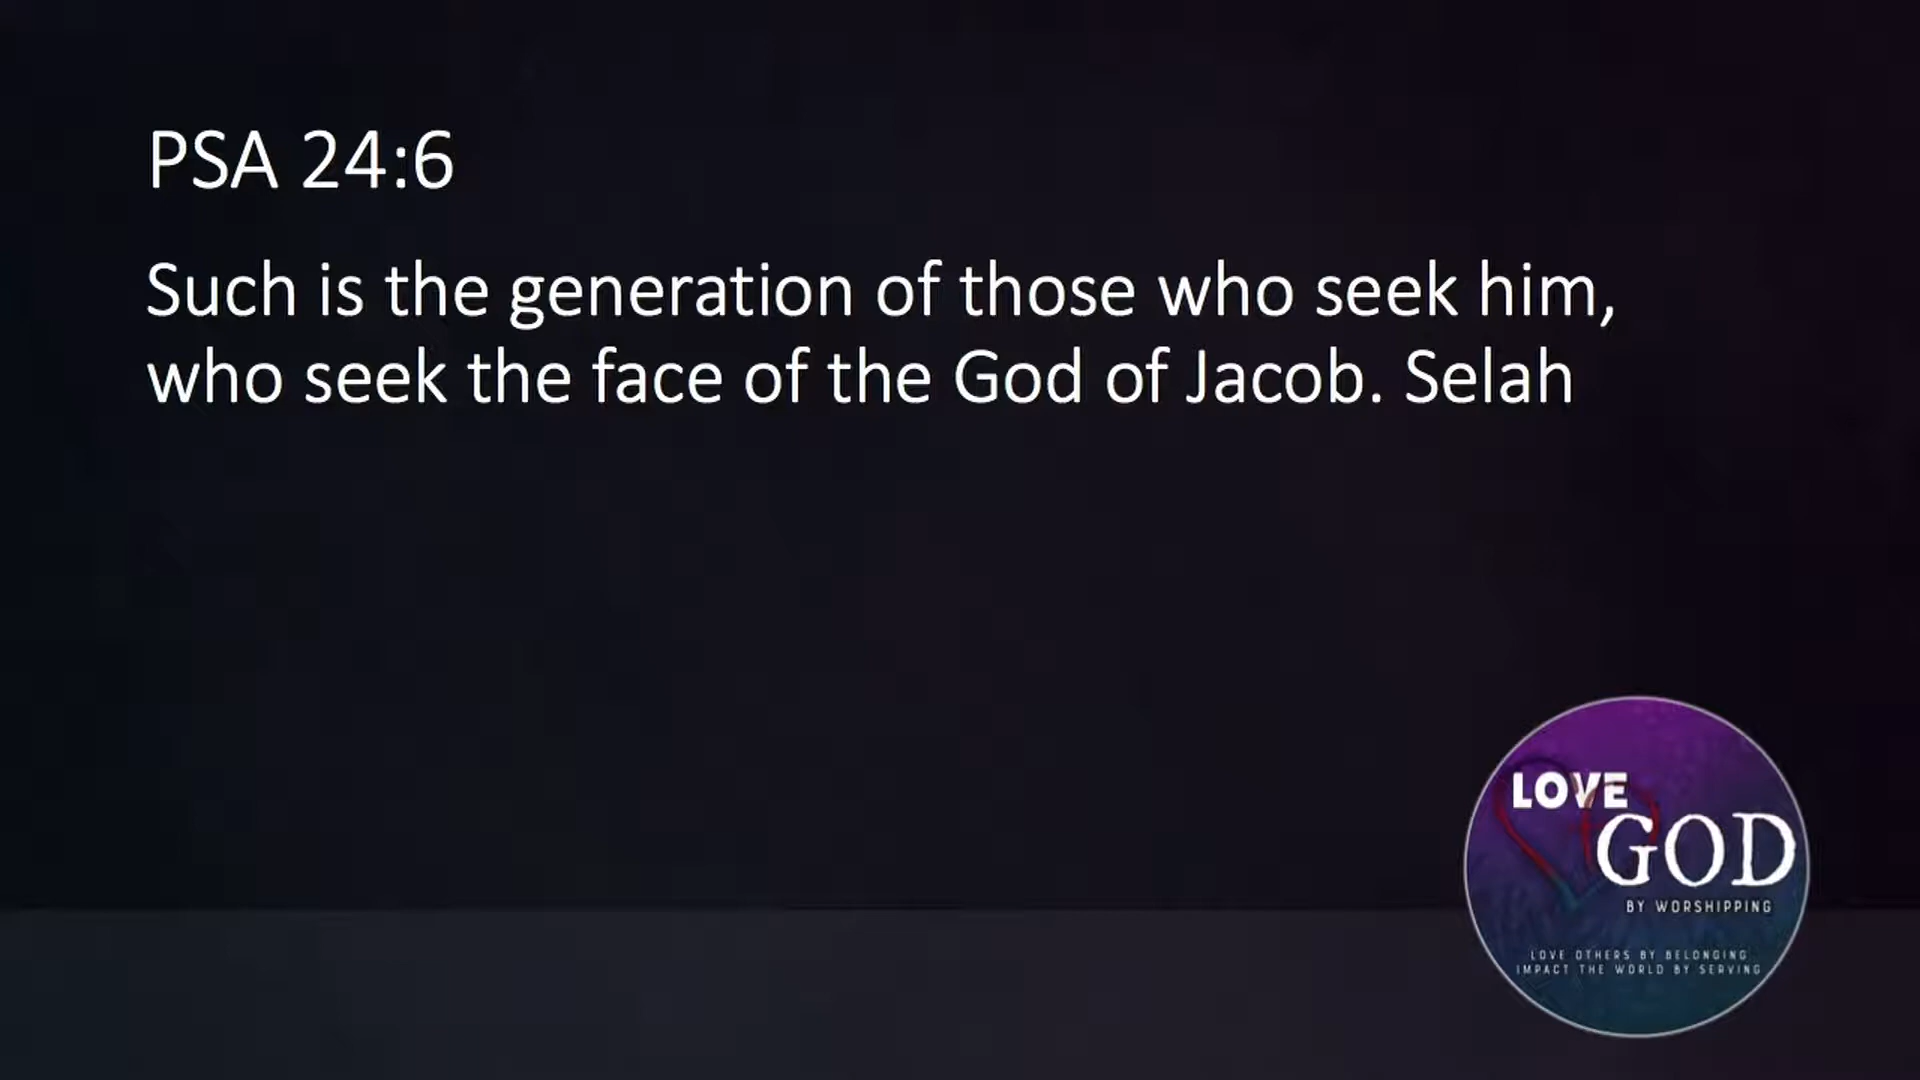 PSA 24:6
Such is the generation of those who seek him,
who seek the face of the God of Jacob. Selah
LOVE
GOD
BY WORSHIPPING
LOVE OTHERS BY BELONGING
IMPACT THE WORLD BY SERVING